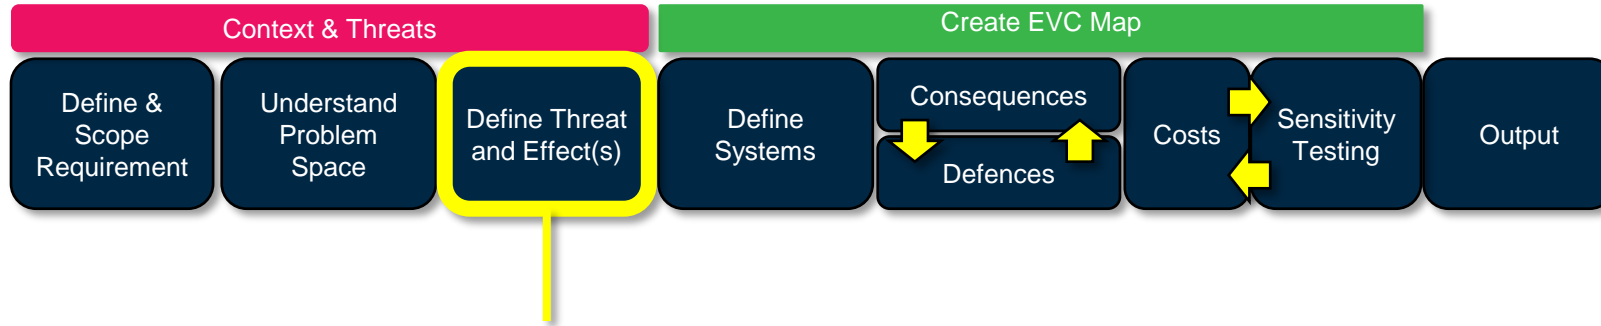 Context & Threats
Create EVC Map
Define &
Scope
Requirement
Understand
Problem
Space
Define Threat
and Effect(s)
Define
Systems
Consequences
Defences
Costs
Sensitivity
Testing
Output